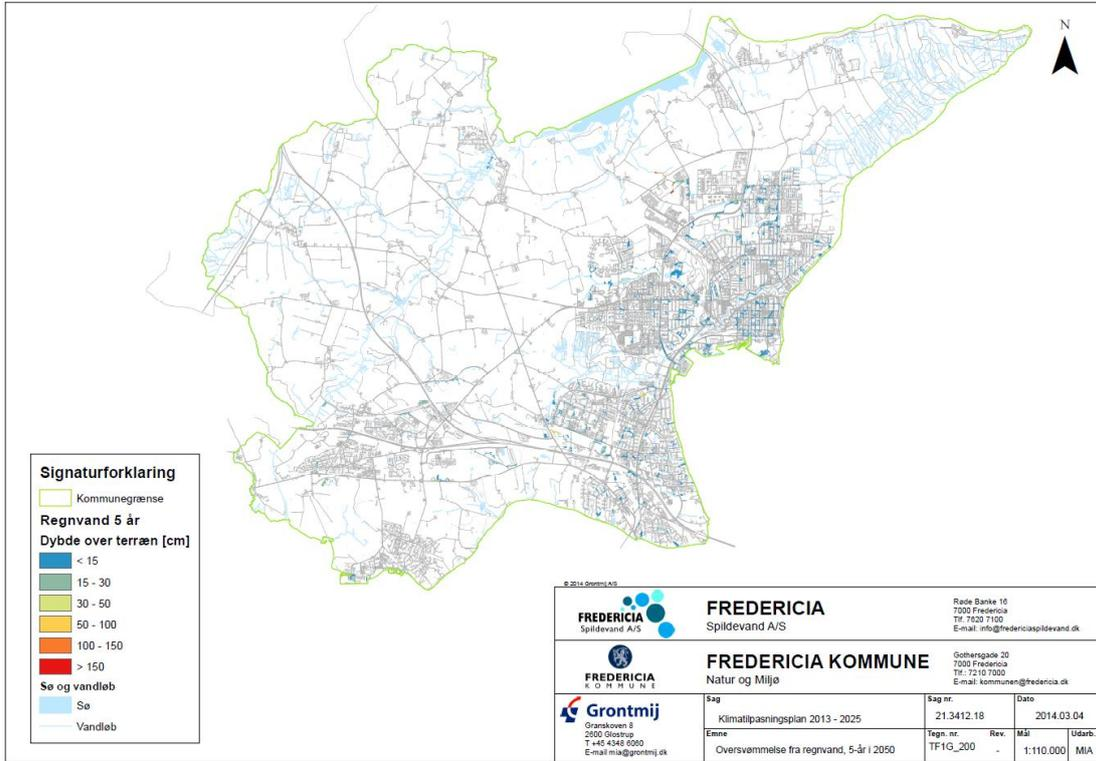 N
Signaturforklaring
Kommunegrænse
Regnvand 5 år
Dybde over terræn [cm]
< 15
15 - 30
30 - 50
50 - 100
100 - 150
> 150
Sø og vandløb
Sø
Vandløb
© 2014 Grontmij A/S
FREDERICIA
Spildevand A/S
FREDERICIA
Spildevand A/S
Røde Banke 16
7000 Fredericia
Tlf. 7620 7100
E-mail: info@fredericiaspildevand.dk
FREDERICIA
KOMMUNE
FREDERICIA KOMMUNE
Natur og Miljø
Gothersgade 20
7000 Fredericia
Tlf.: 7210 7000
E-mail: kommunen@fredericia.dk
Grontmij
Granskoven 8
2600 Glostrup
T +45 4348 6060
E-mail mia@grontmij.dk
Sag
Klimatilpasningsplan 2013 - 2025
Sag nr.
21.3412.18
Dato
2014.03.04
Emne
Oversvømmelse fra regnvand, 5-år i 2050
Tegn. nr.
TF1G_200
Rev.
-
Mål
1:110.000
Udarb.
MIA